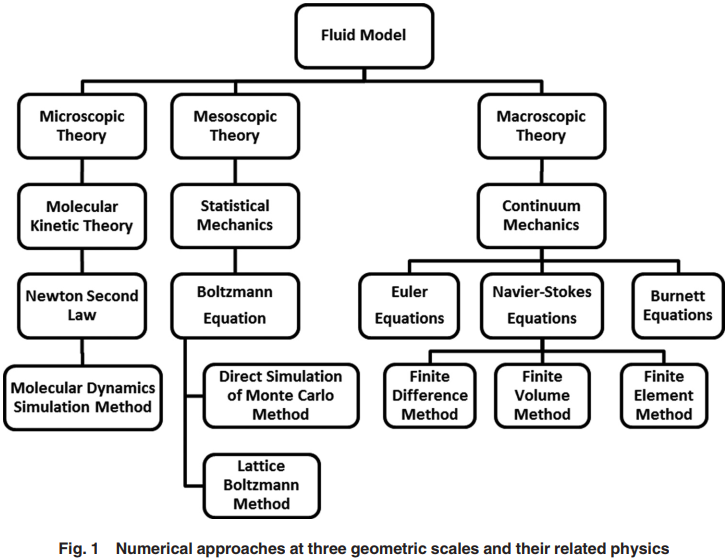 Fluid Model
Microscopic
Theory
Mesoscopic
Theory
Macroscopic
Theory
Molecular
Kinetic Theory
Statistical
Mechanics
Continuum
Mechanics
Newton Second
Law
Boltzmann
Equation
Euler
Equations
Navier-Stokes
Equations
Burnett
Equations
Molecular Dynamics
Simulation Method
Direct Simulation
of Monte Carlo
Method
Finite
Difference
Method
Finite
Volume
Method
Finite
Element
Method
Lattice
Boltzmann
Method
Fig. 1 Numerical approaches at three geometric scales and their related physics